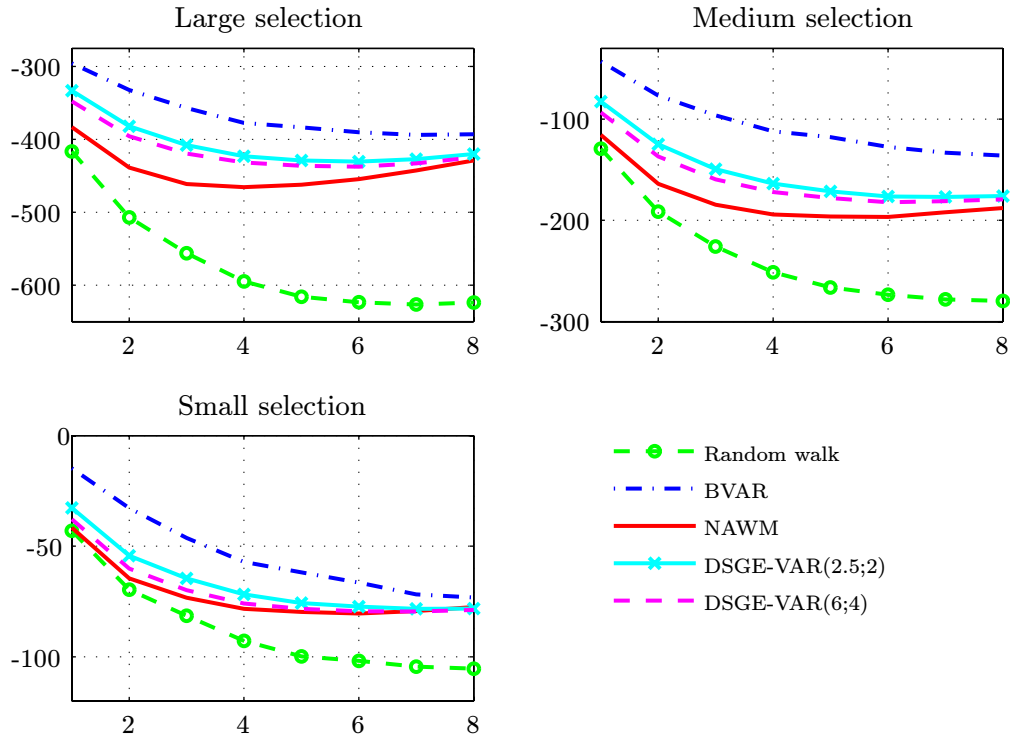 Large selection
-300
-400
-500
-600
2
4
6
8
Medium selection
-100
-200
-300
2
4
6
8
Small selection
0
-50
-100
2
4
6
8
Random walk
BVAR
NAWM
DSGE-VAR(2.5;2)
DSGE-VAR(6;4)